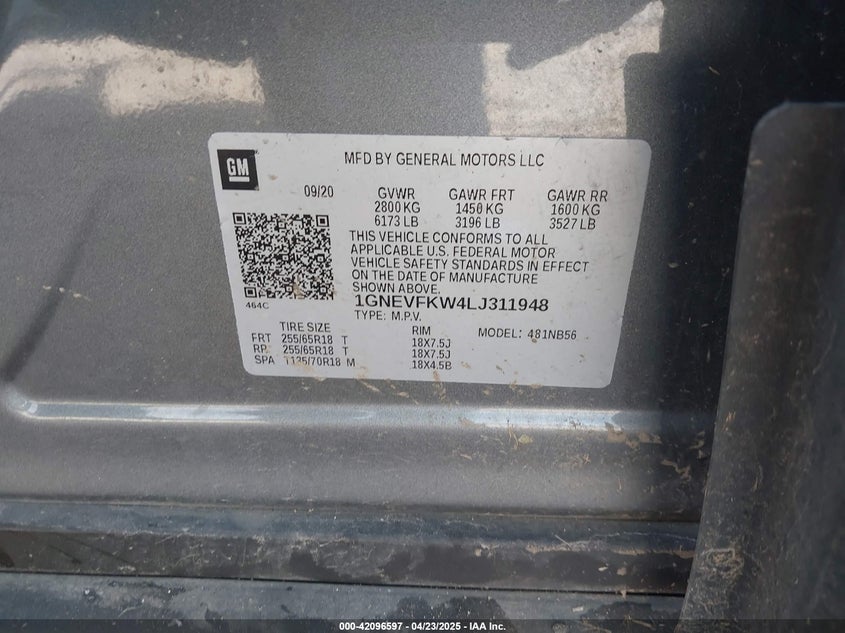 GM
MFD BY GENERAL MOTORS LLC
09/20 GVWR GAWR FRT GAWR RR
2800 KG 1450 KG 1600 KG
6173 LB 3196 LB 3527 LB
THIS VEHICLE CONFORMS TO ALL
APPLICABLE U.S. FEDERAL MOTOR
VEHICLE SAFETY STANDARDS IN EFFECT
ON THE DATE OF MANUFACTURE
SHOWN ABOVE.
464C
1GNEVFKW4LJ311948
TYPE: M.P.V. MODEL: 481NB56
TIRE SIZE RIM
FRT 255/65R18 T 18X7.5J
RR 255/65R18 T 18X7.5J
SPA T135/70R18 M 18X4.5B
000-42096597 - 04/23/2025 - IAA Inc.